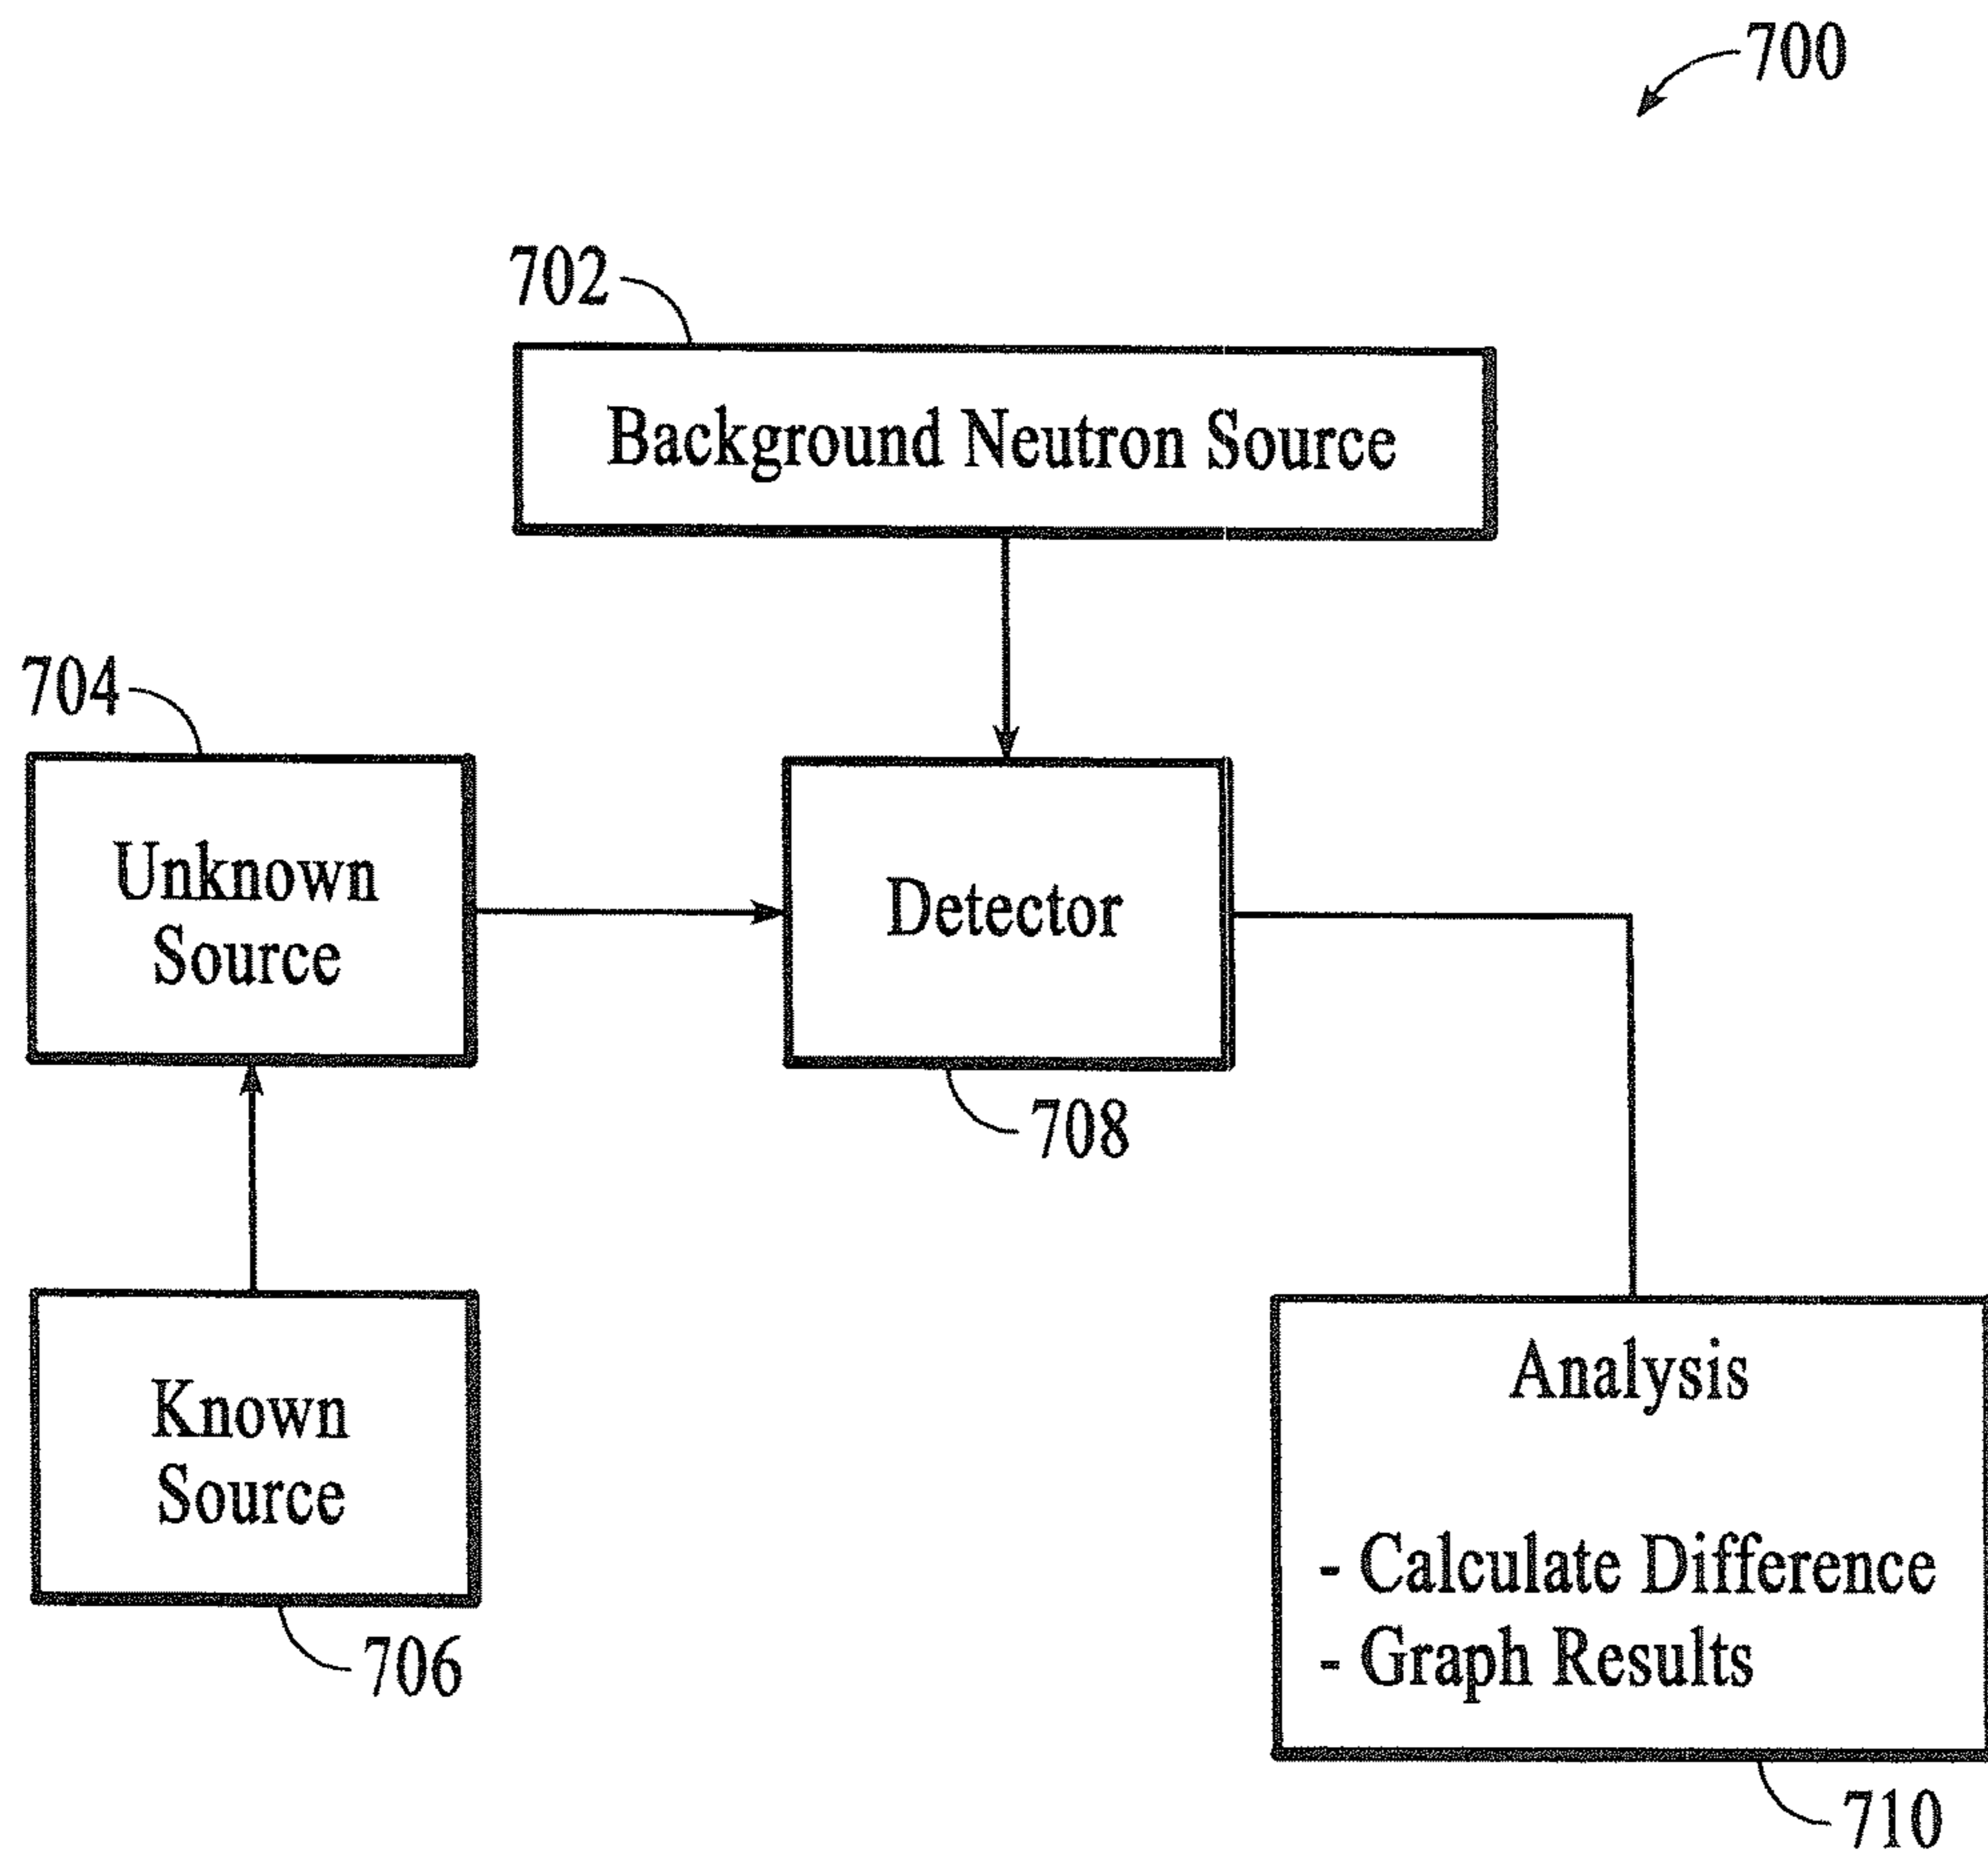 700
702
Background Neutron Source
704
Unknown
Source
Detector
708
Known
Source
706
Analysis
- Calculate Difference
- Graph Results
710